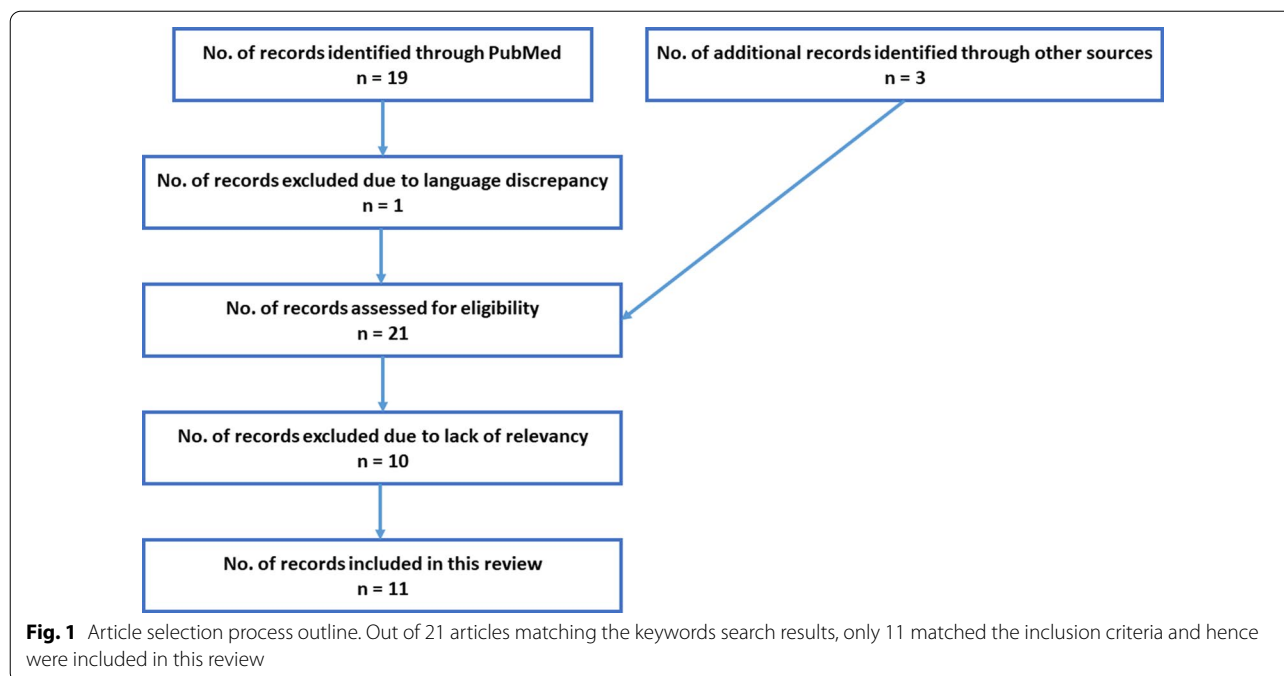 No. of records identified through PubMed
n = 19
No. of additional records identified through other sources
n = 3
No. of records excluded due to language discrepancy
n = 1
No. of records assessed for eligibility
n = 21
No. of records excluded due to lack of relevancy
n = 10
No. of records included in this review
n = 11
Fig. 1 Article selection process outline. Out of 21 articles matching the keywords search results, only 11 matched the inclusion criteria and hence
were included in this review